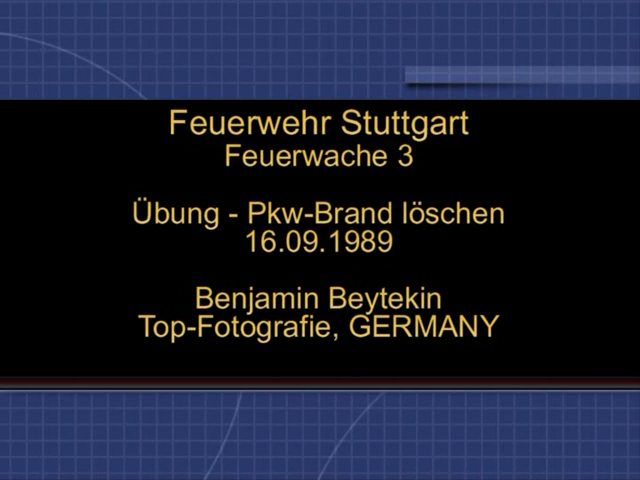 Feuerwehr Stuttgart
Feuerwache 3
Übung - Pkw-Brand löschen
16.09.1989
Benjamin Beytekin
Top-Fotografie, GERMANY